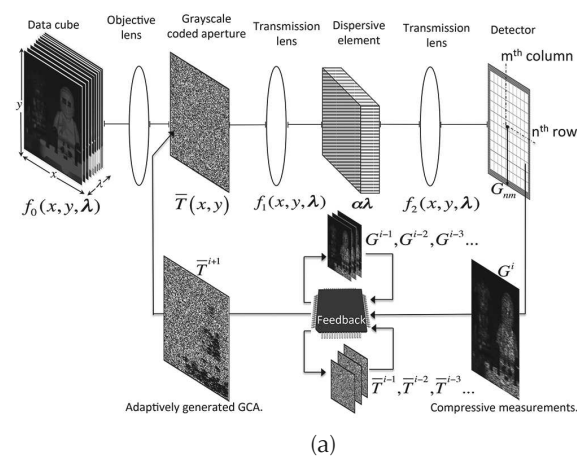 Data cube
Objective
lens
Grayscale
coded aperture
Transmission
lens
Dispersive
element
Transmission
lens
Detector
mᵗʰ column
nᵗʰ row
y
x
λ
Gₙₘ
f₀(x, y, λ)
T̅(x, y)
f₁(x, y, λ)
αλ
f₂(x, y, λ)
Gⁱ⁻¹, Gⁱ⁻², Gⁱ⁻³...
T̅ⁱ⁺¹
Gⁱ
Feedback
T̅ⁱ⁻¹, T̅ⁱ⁻², T̅ⁱ⁻³...
Adaptively generated GCA.
Compressive measurements.
(a)